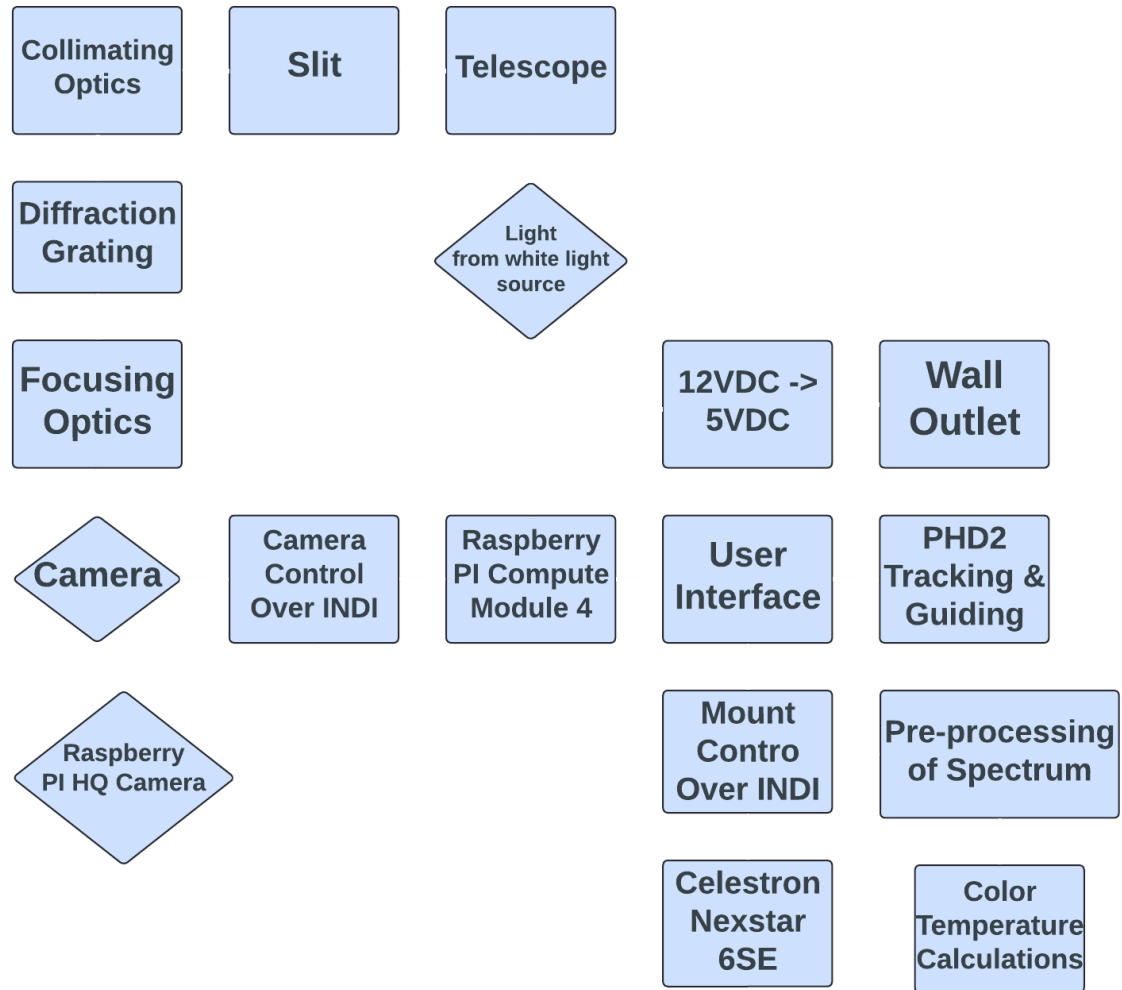 Collimating
Optics
Slit
Telescope
Diffraction
Grating
Light
from white light
source
Focusing
Optics
12VDC ->
5VDC
Wall
Outlet
Camera
Camera
Control
Over INDI
Raspberry
PI Compute
Module 4
User
Interface
PHD2
Tracking &
Guiding
Raspberry
PI HQ Camera
Mount
Contro
Over INDI
Pre-processing
of Spectrum
Celestron
Nexstar
6SE
Color
Temperature
Calculations